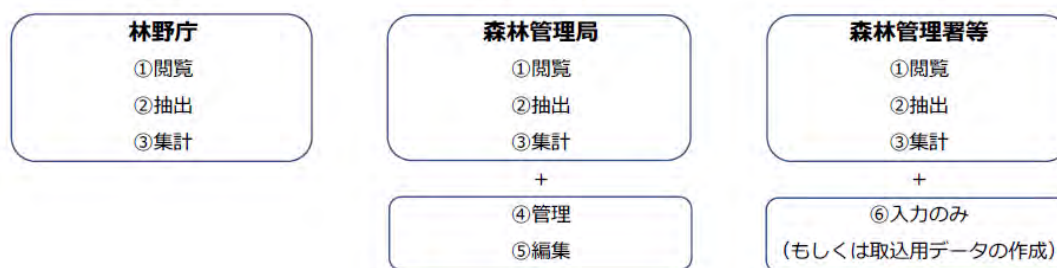 林野庁
①閲覧
②抽出
③集計
森林管理局
①閲覧
②抽出
③集計
+
④管理
⑤編集
森林管理署等
①閲覧
②抽出
③集計
+
⑥入力のみ
(もしくは取込用データの作成)